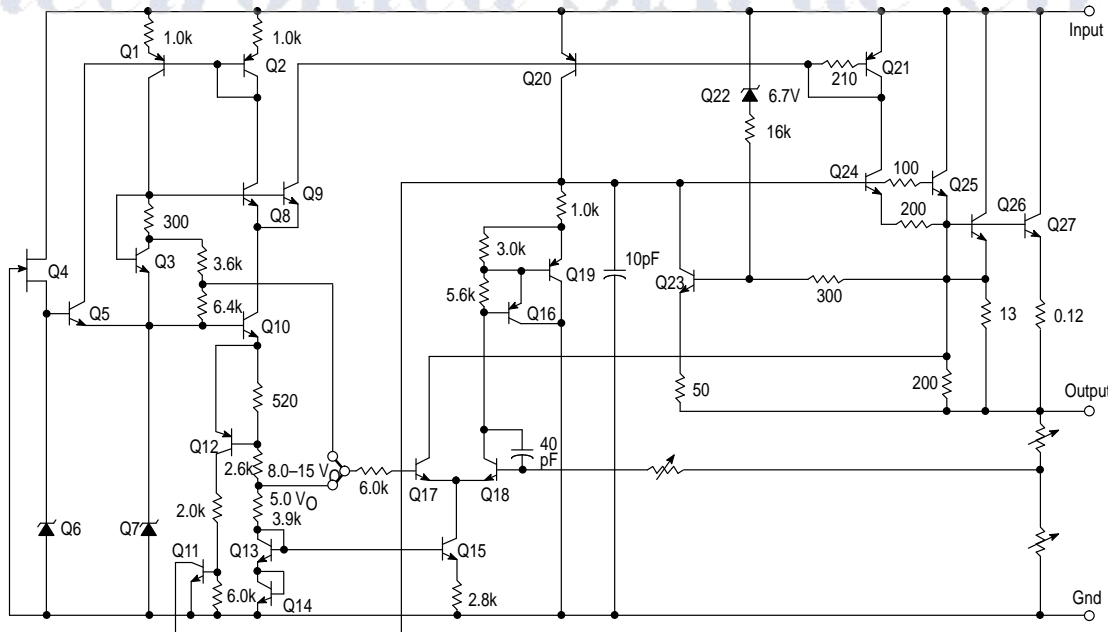 Input
Q1
1.0k
1.0k
Q2
Q20
Q21
210
Q22
6.7V
16k
Q24
100
Q25
Q9
Q8
200
Q26
Q27
300
1.0k
Q4
Q3
3.6k
3.0k
Q19
10pF
Q23
6.4k
5.6k
300
Q5
Q10
Q16
13
0.12
520
50
200
Output
Q12
2.6k
8.0–15 VO
40
pF
6.0k
Q17
Q18
5.0 VO
2.0k
3.9k
Q6
Q7
Q11
Q13
Q15
6.0k
Q14
2.8k
Gnd